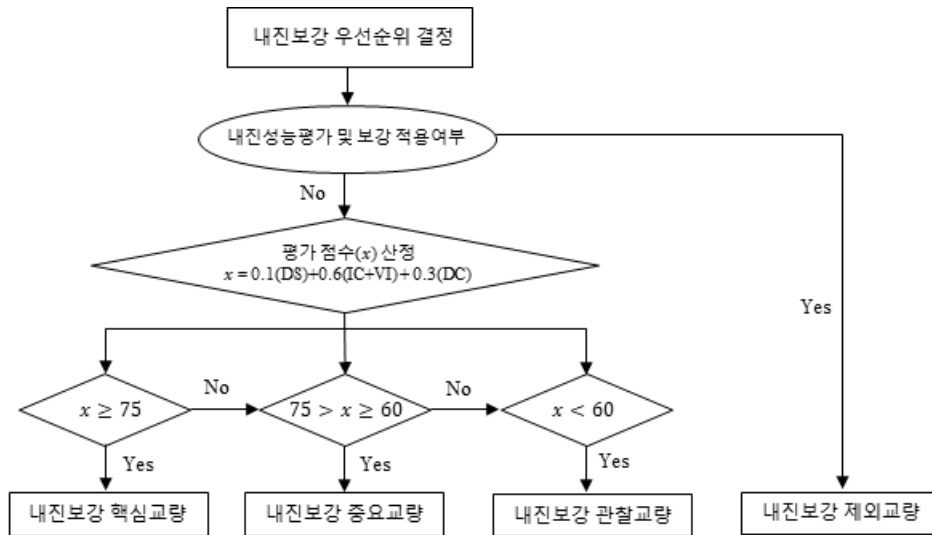 내진보강 우선순위 결정
내진성능평가 및 보강 적용여부
No
평가 점수(x) 산정
x = 0.1(DS)+0.6(IC+VI)+0.3(DC)
Yes
x ≥ 75
No
75 > x ≥ 60
No
x < 60
Yes
Yes
Yes
내진보강 핵심교량
내진보강 중요교량
내진보강 관찰교량
내진보강 제외교량